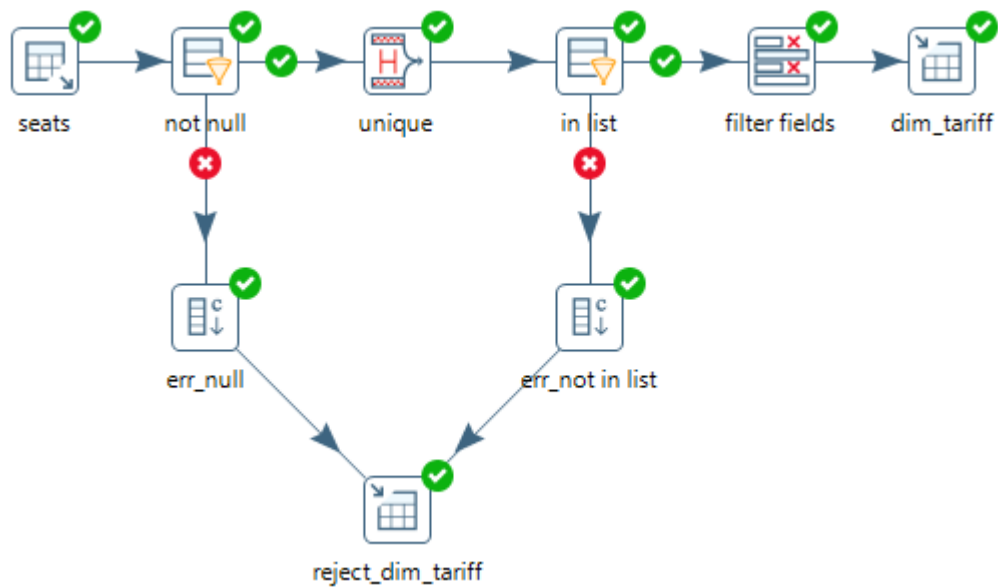 seats
not null
unique
in list
filter fields
dim_tariff
H
c
c
err_null
err_not in list
reject_dim_tariff